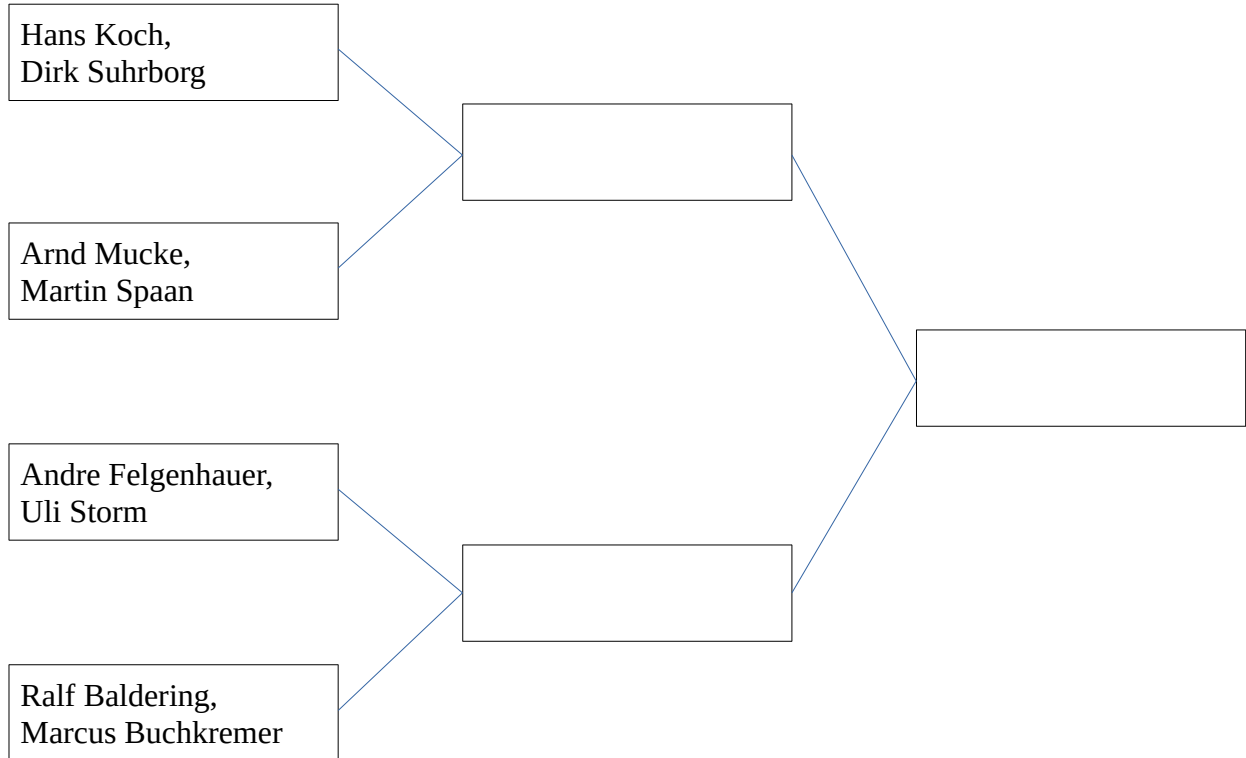 Hans Koch,
Dirk Suhrborg
Arnd Mucke,
Martin Spaan
Andre Felgenhauer,
Uli Storm
Ralf Baldering,
Marcus Buchkremer